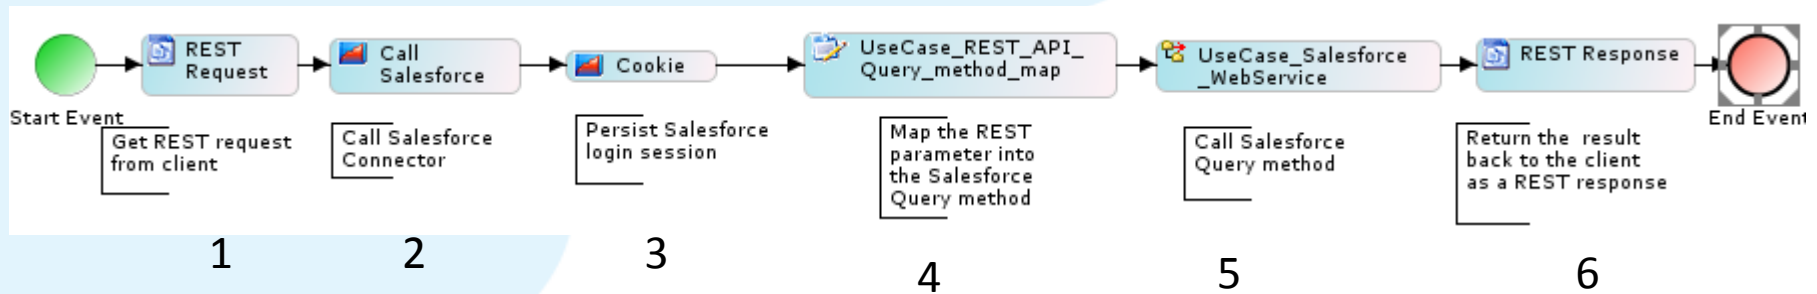 Start Event
REST
Request
Call
Salesforce
Cookie
UseCase_REST_API_
Query_method_map
UseCase_Salesforce
_WebService
REST Response
End Event
Get REST request
from client
Call Salesforce
Connector
Persist Salesforce
login session
Map the REST
parameter into
the Salesforce
Query method
Call Salesforce
Query method
Return the result
back to the client
as a REST response
1
2
3
4
5
6